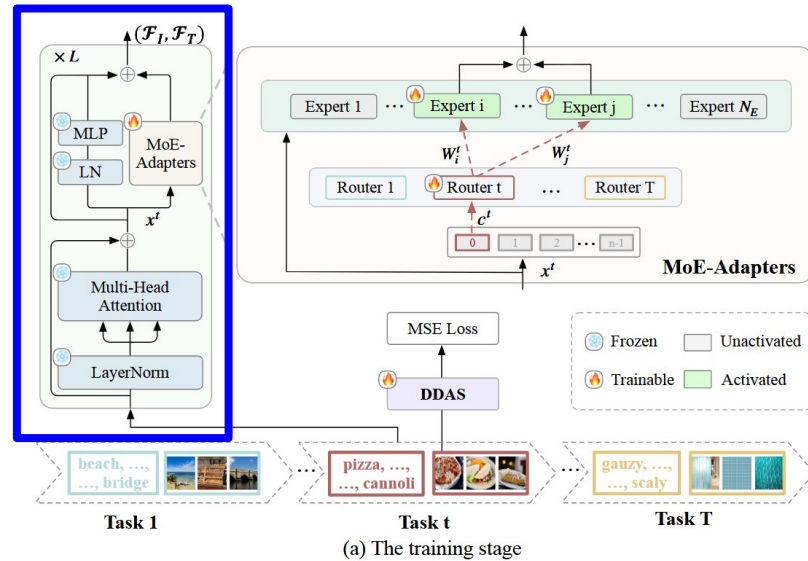 (ℱ_I, ℱ_T)
× L
MLP
LN
MoE-
Adapters
x^t
Multi-Head
Attention
LayerNorm
Expert 1 ... Expert i ... Expert j ... Expert N_E
W_i^t W_j^t
Router 1 Router t ... Router T
c^t
0 1 2 ... n-1
x^t
MoE-Adapters
MSE Loss
DDAS
Frozen Unactivated
Trainable Activated
beach, …,
…, bridge
...
pizza, …,
…, cannoli
...
gauzy, …,
…, scaly
Task 1 Task t Task T
(a) The training stage